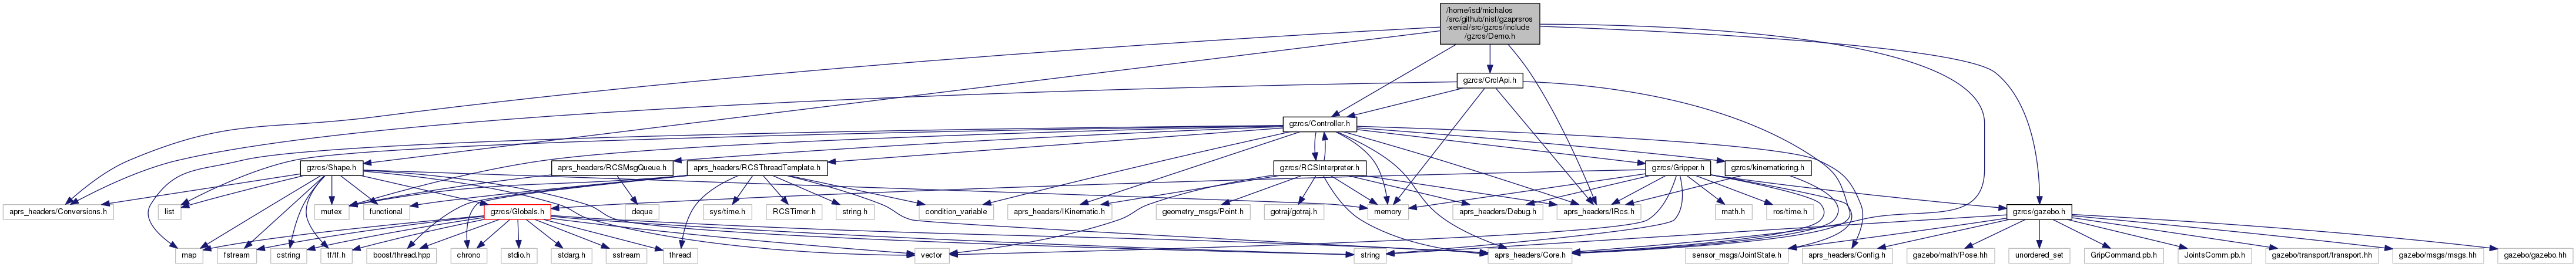 /home/isd/michalos
/src/github/nist/gzaprsros
-xenial/src/gzrcs/include
/gzrcs/Demo.h
gzrcs/CrclApi.h
gzrcs/Controller.h
gzrcs/Shape.h
aprs_headers/RCSMsgQueue.h
aprs_headers/RCSThreadTemplate.h
gzrcs/RCSInterpreter.h
gzrcs/Gripper.h
gzrcs/kinematicring.h
aprs_headers/Conversions.h
list
mutex
functional
gzrcs/Globals.h
deque
sys/time.h
RCSTimer.h
string.h
condition_variable
aprs_headers/IKinematic.h
geometry_msgs/Point.h
gotraj/gotraj.h
memory
aprs_headers/Debug.h
aprs_headers/IRcs.h
math.h
ros/time.h
gzrcs/gazebo.h
map
fstream
cstring
tf/tf.h
boost/thread.hpp
chrono
stdio.h
stdarg.h
sstream
thread
vector
string
aprs_headers/Core.h
sensor_msgs/JointState.h
aprs_headers/Config.h
gazebo/math/Pose.hh
unordered_set
GripCommand.pb.h
JointsComm.pb.h
gazebo/transport/transport.hh
gazebo/msgs/msgs.hh
gazebo/gazebo.hh